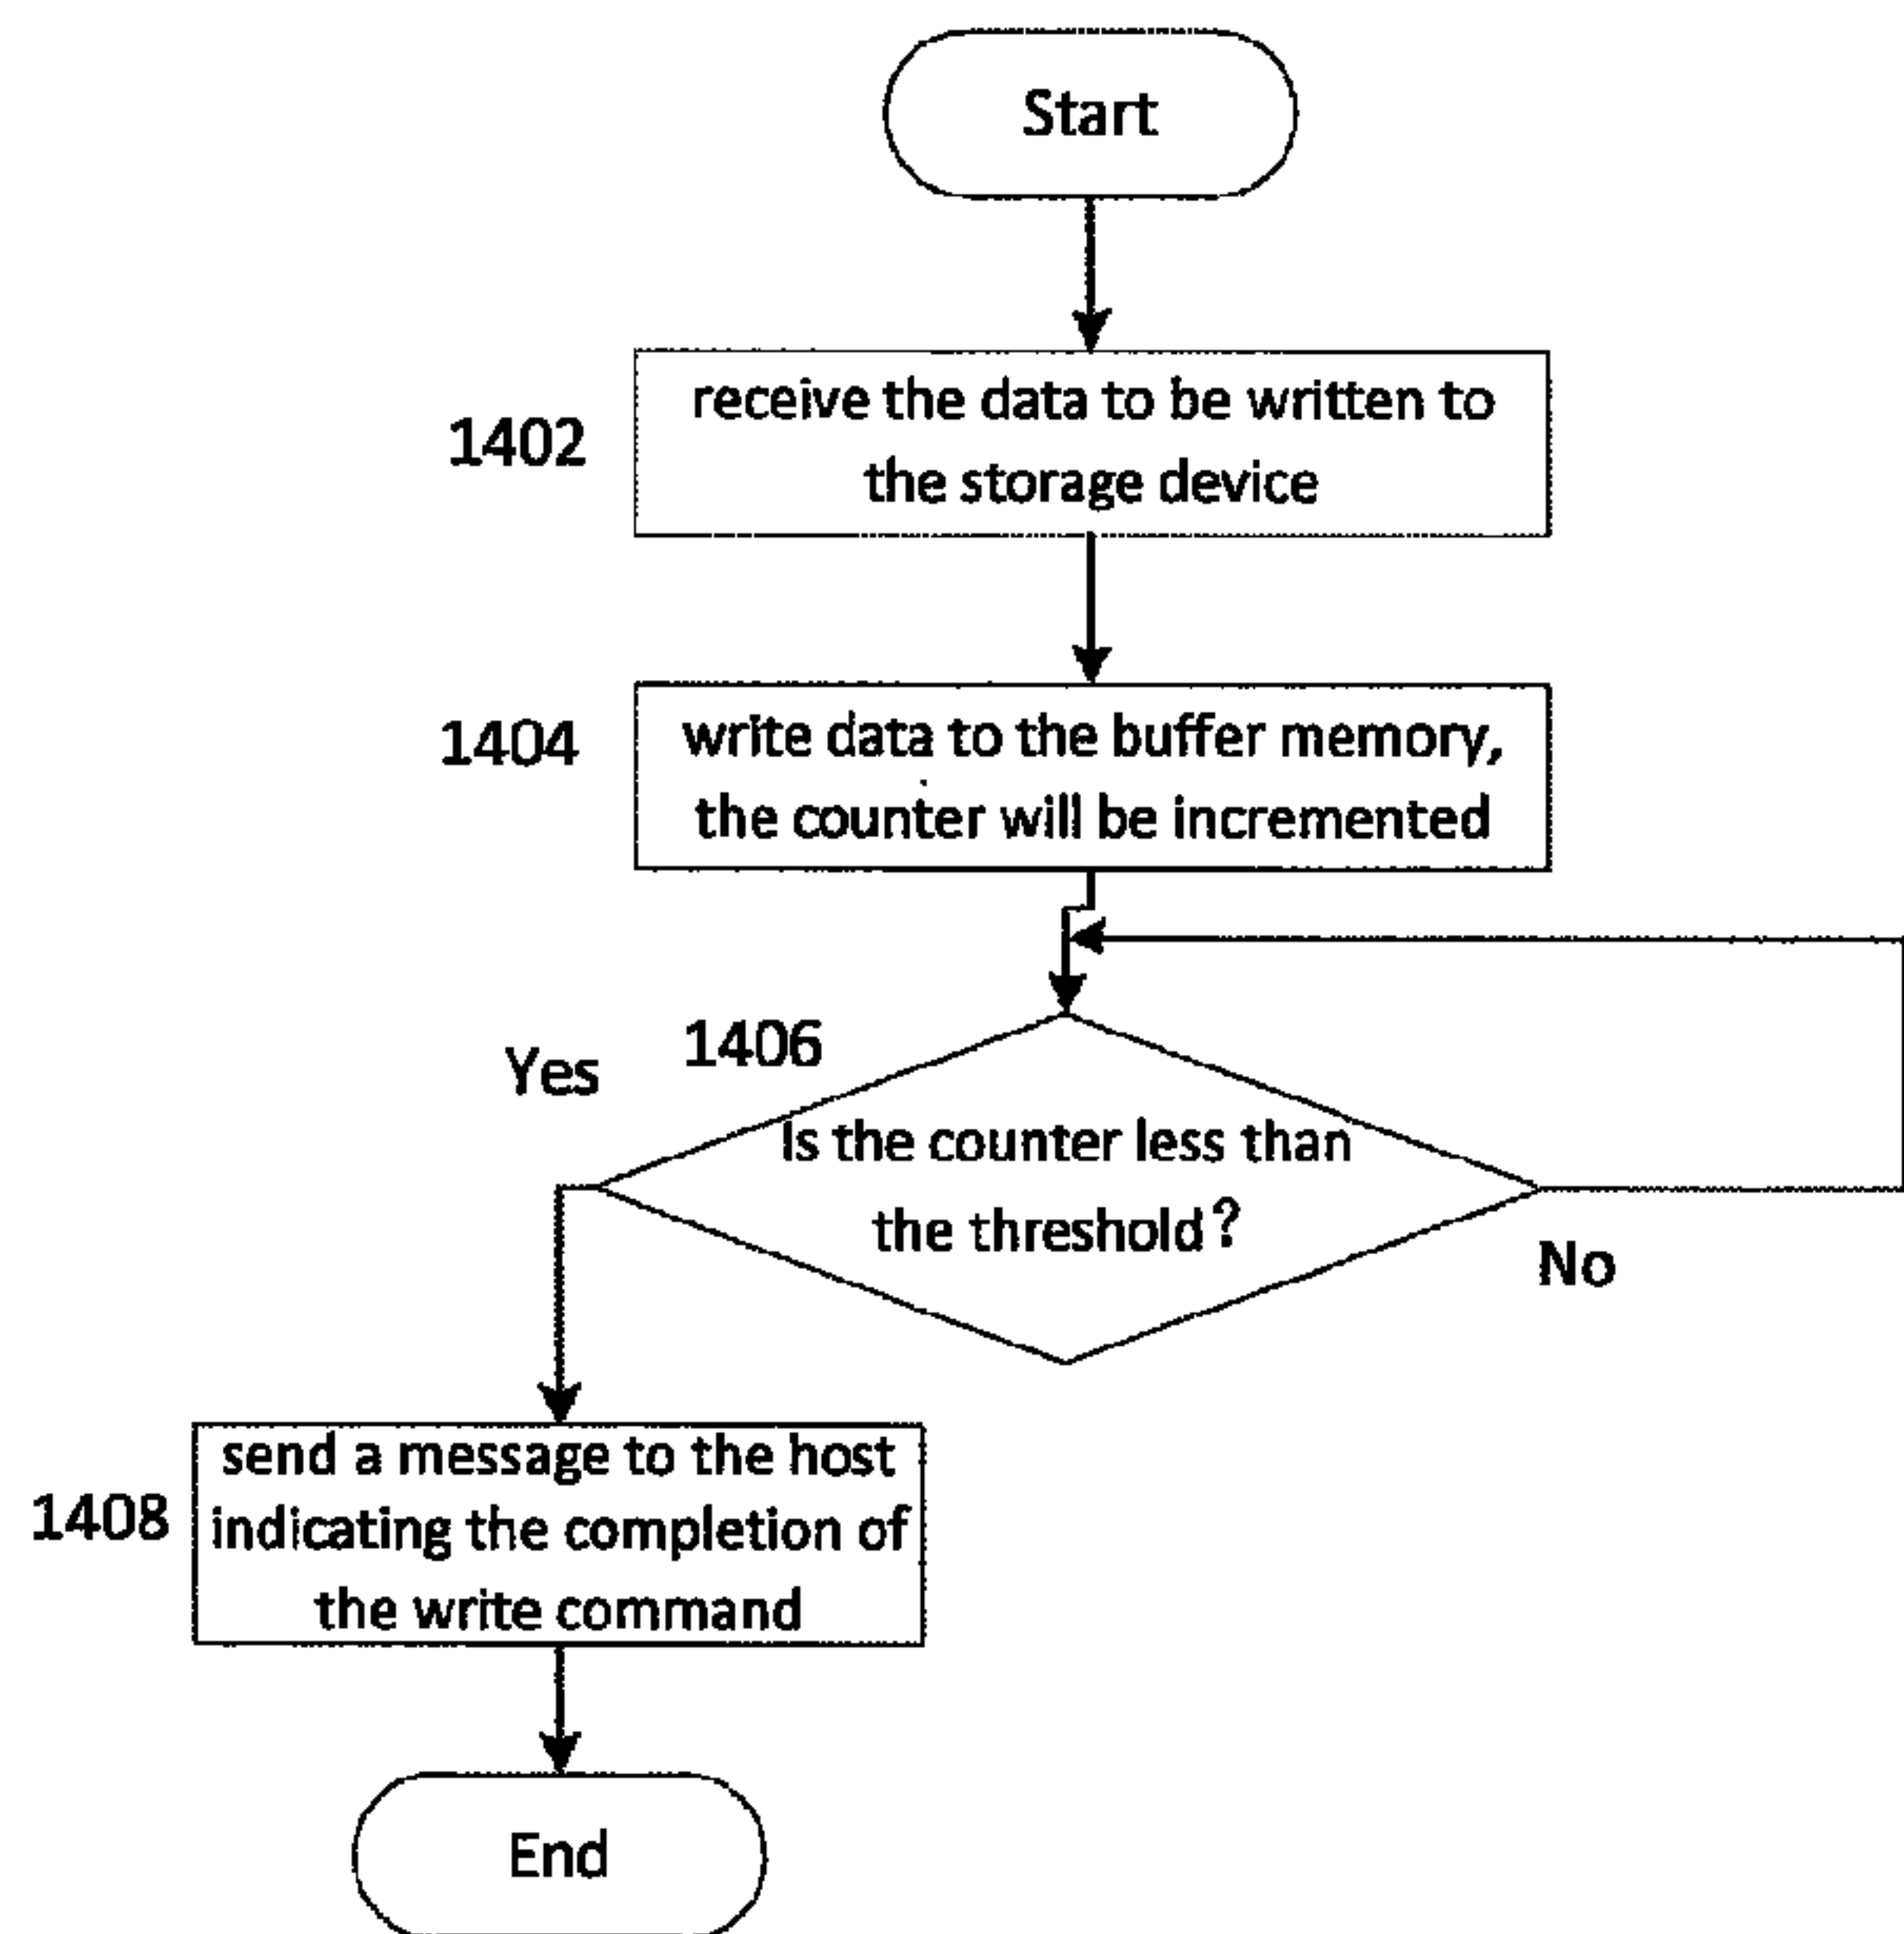 Start
1402
receive the data to be written to
the storage device
1404
write data to the buffer memory,
the counter will be incremented
1406
Yes
Is the counter less than
the threshold?
No
1408
send a message to the host
indicating the completion of
the write command
End